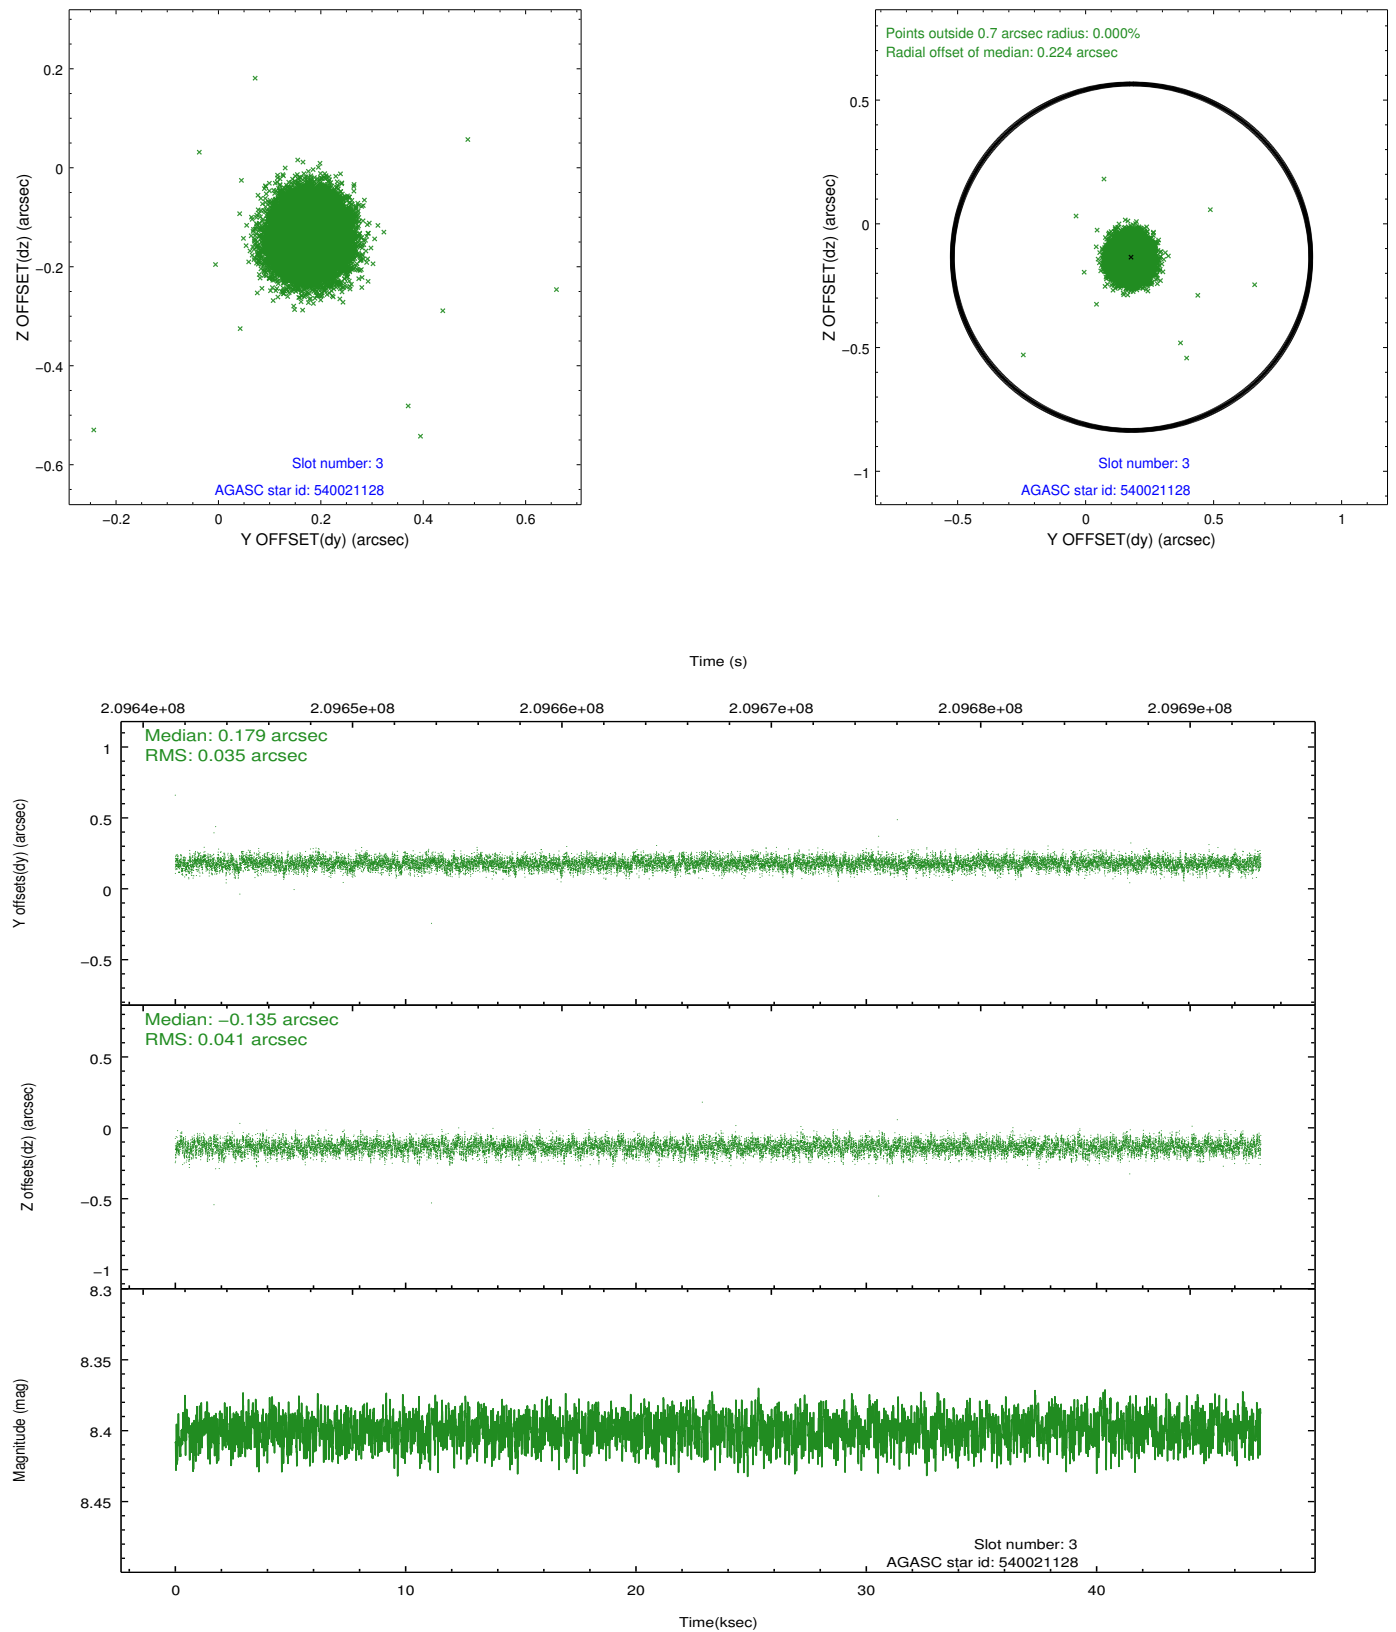 0.2
0
−0.2
−0.4
−0.6
Z OFFSET(dz) (arcsec)
Slot number: 3
AGASC star id: 540021128
−0.2
0
0.2
0.4
0.6
Y OFFSET(dy) (arcsec)
Points outside 0.7 arcsec radius: 0.000%
Radial offset of median: 0.224 arcsec
0.5
0
−0.5
−1
Z OFFSET(dz) (arcsec)
Slot number: 3
AGASC star id: 540021128
−0.5
0
0.5
1
Y OFFSET(dy) (arcsec)
Time (s)
2.0964e+08
2.0965e+08
2.0966e+08
2.0967e+08
2.0968e+08
2.0969e+08
Median: 0.179 arcsec
RMS: 0.035 arcsec
1
0.5
0
−0.5
Y offsets(dy) (arcsec)
Median: −0.135 arcsec
RMS: 0.041 arcsec
0.5
0
−0.5
−1
Z offsets(dz) (arcsec)
8.3
8.35
8.4
8.45
Magnitude (mag)
Slot number: 3
AGASC star id: 540021128
0
10
20
30
40
Time(ksec)